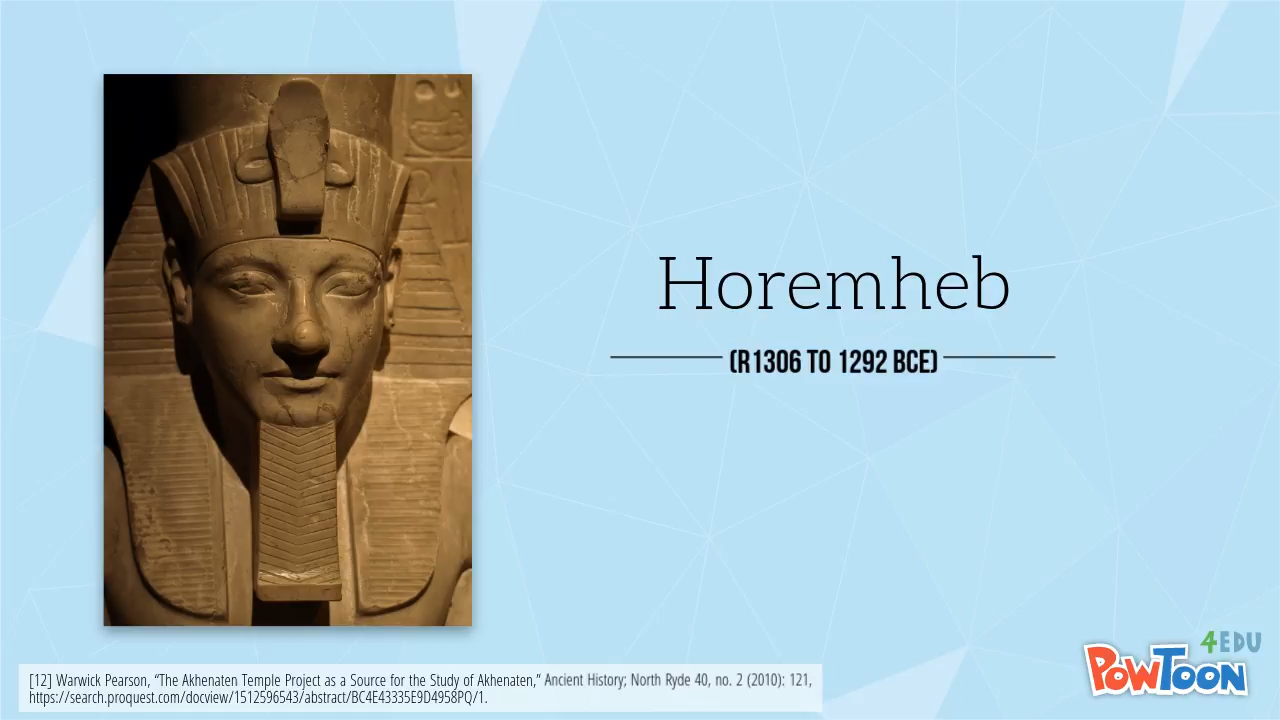 Horemheb
(R1306 TO 1292 BCE)
4EDU
POWTOON
[12] Warwick Pearson, “The Akhenaten Temple Project as a Source for the Study of Akhenaten,” Ancient History; North Ryde 40, no. 2 (2010): 121,
https://search.proquest.com/docview/1512596543/abstract/BC4E43335E9D4958PQ/1.